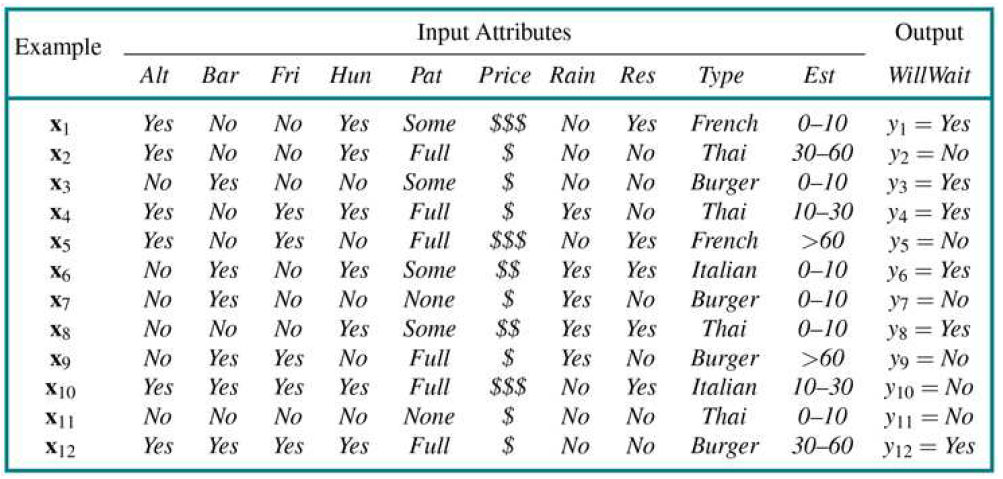 Input Attributes Output
Example
Alt Bar Fri Hun Pat Price Rain Res Type Est WillWait
x1 Yes No No Yes Some $$$ No Yes French 0–10 y1 = Yes
x2 Yes No No Yes Full $ No No Thai 30–60 y2 = No
x3 No Yes No No Some $ No No Burger 0–10 y3 = Yes
x4 Yes No Yes Yes Full $ Yes No Thai 10–30 y4 = Yes
x5 Yes No Yes No Full $$$ No Yes French >60 y5 = No
x6 No Yes No Yes Some $$ Yes Yes Italian 0–10 y6 = Yes
x7 No Yes No No None $ Yes No Burger 0–10 y7 = No
x8 No No No Yes Some $$ Yes Yes Thai 0–10 y8 = Yes
x9 No Yes Yes No Full $ Yes No Burger >60 y9 = No
x10 Yes Yes Yes Yes Full $$$ No Yes Italian 10–30 y10 = No
x11 No No No No None $ No No Thai 0–10 y11 = No
x12 Yes Yes Yes Yes Full $ No No Burger 30–60 y12 = Yes